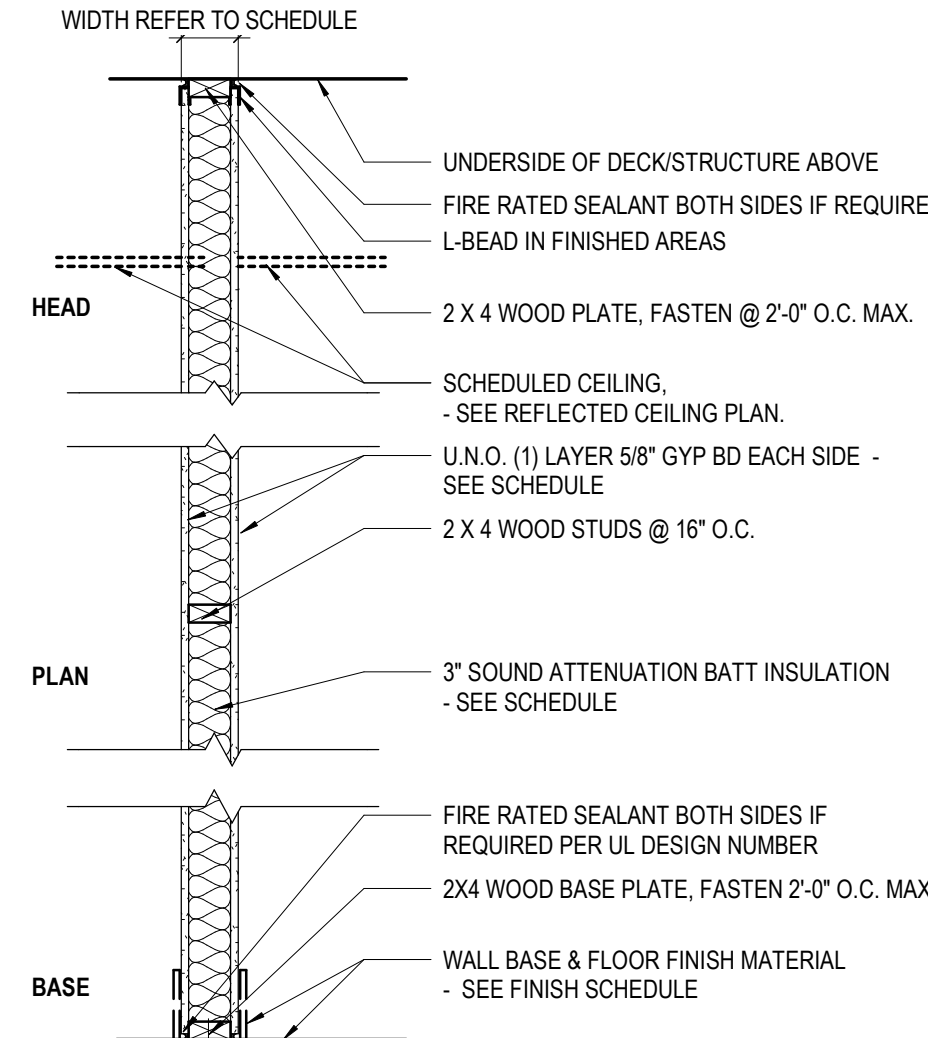 WIDTH REFER TO SCHEDULE
UNDERSIDE OF DECK/STRUCTURE ABOVE
FIRE RATED SEALANT BOTH SIDES IF REQUIRE
L-BEAD IN FINISHED AREAS
HEAD
2 X 4 WOOD PLATE, FASTEN @ 2'-0" O.C. MAX.
SCHEDULED CEILING,
- SEE REFLECTED CEILING PLAN.
U.N.O. (1) LAYER 5/8" GYP BD EACH SIDE -
SEE SCHEDULE
2 X 4 WOOD STUDS @ 16" O.C.
PLAN
3" SOUND ATTENUATION BATT INSULATION
- SEE SCHEDULE
FIRE RATED SEALANT BOTH SIDES IF
REQUIRED PER UL DESIGN NUMBER
2X4 WOOD BASE PLATE, FASTEN 2'-0" O.C. MAX
BASE
WALL BASE & FLOOR FINISH MATERIAL
- SEE FINISH SCHEDULE